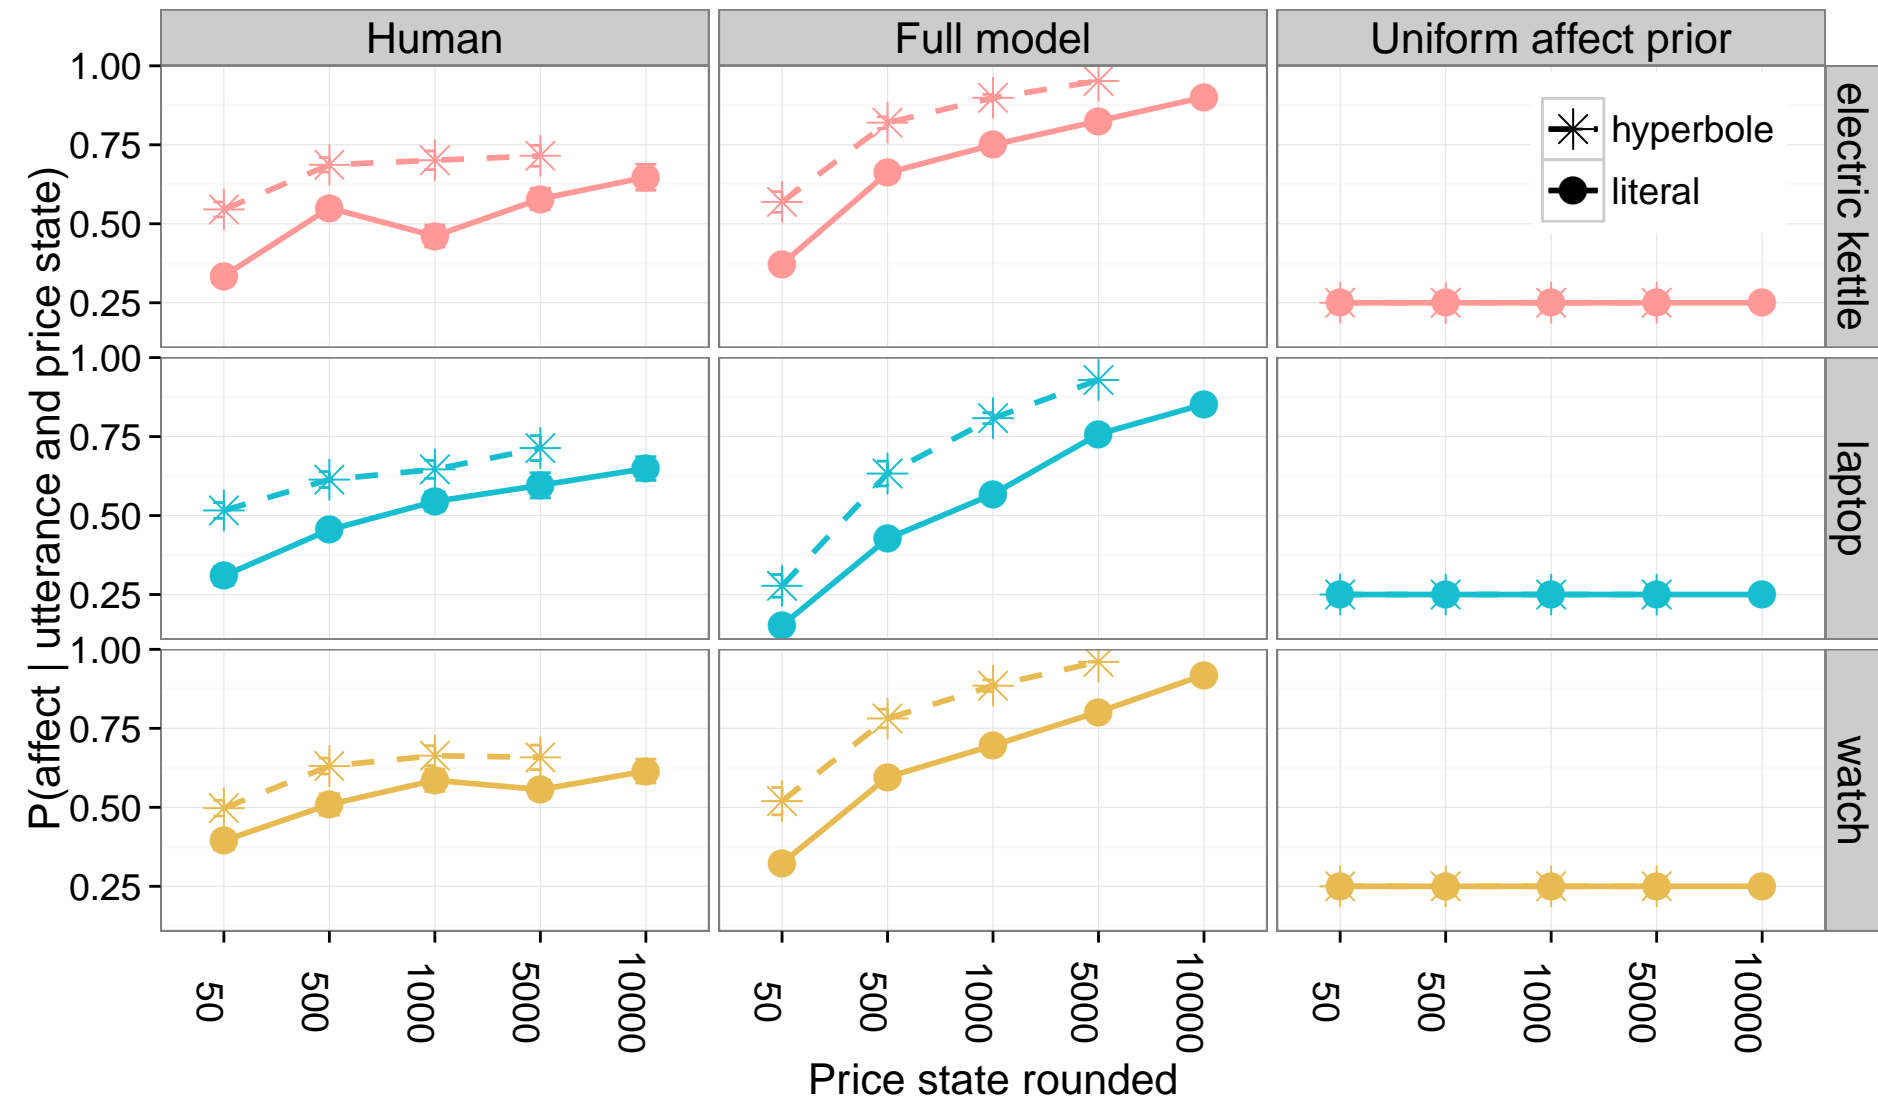 Human
Full model
Uniform affect prior
P(affect | utterance and price state)
1.00
0.75
0.50
0.25
electric kettle
hyperbole
literal
1.00
0.75
0.50
0.25
laptop
1.00
0.75
0.50
0.25
watch
50 500 1000 5000 10000
50 500 1000 5000 10000
50 500 1000 5000 10000
Price state rounded